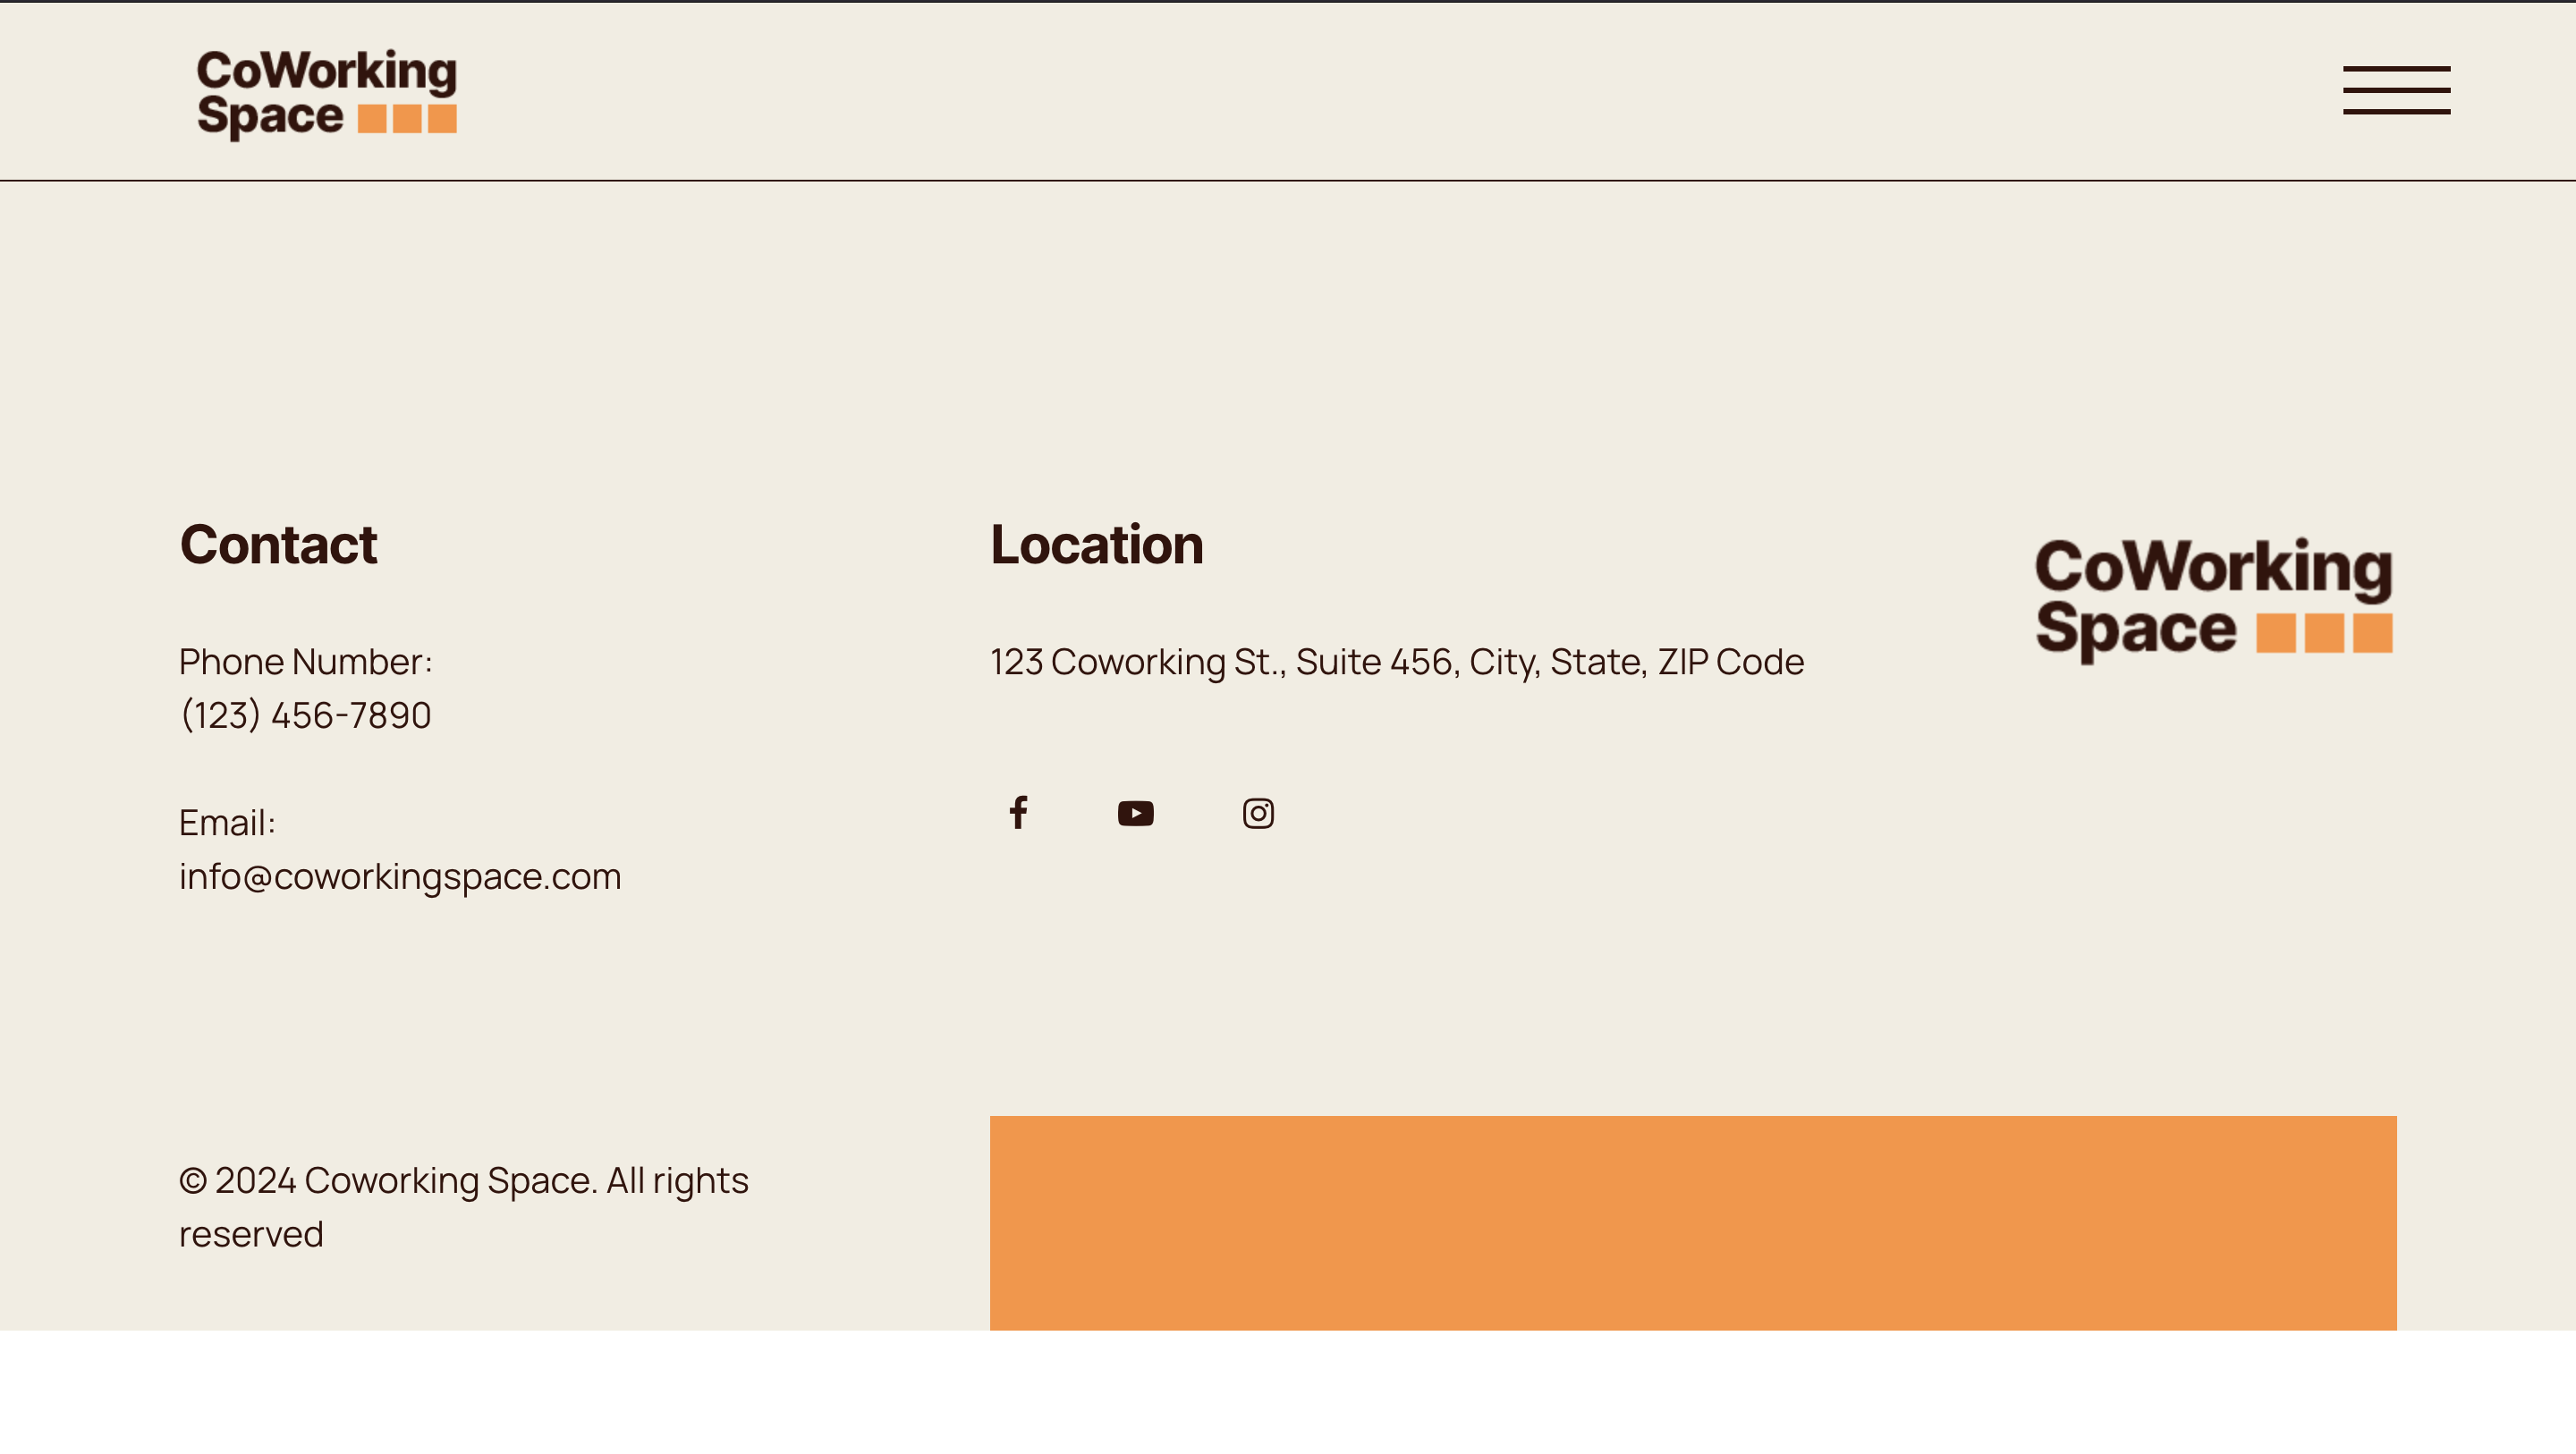 CoWorking
Space
Contact
Phone Number:
(123) 456-7890
Email:
info@coworkingspace.com
Location
123 Coworking St., Suite 456, City, State, ZIP Code
CoWorking
Space
© 2024 Coworking Space. All rights
reserved